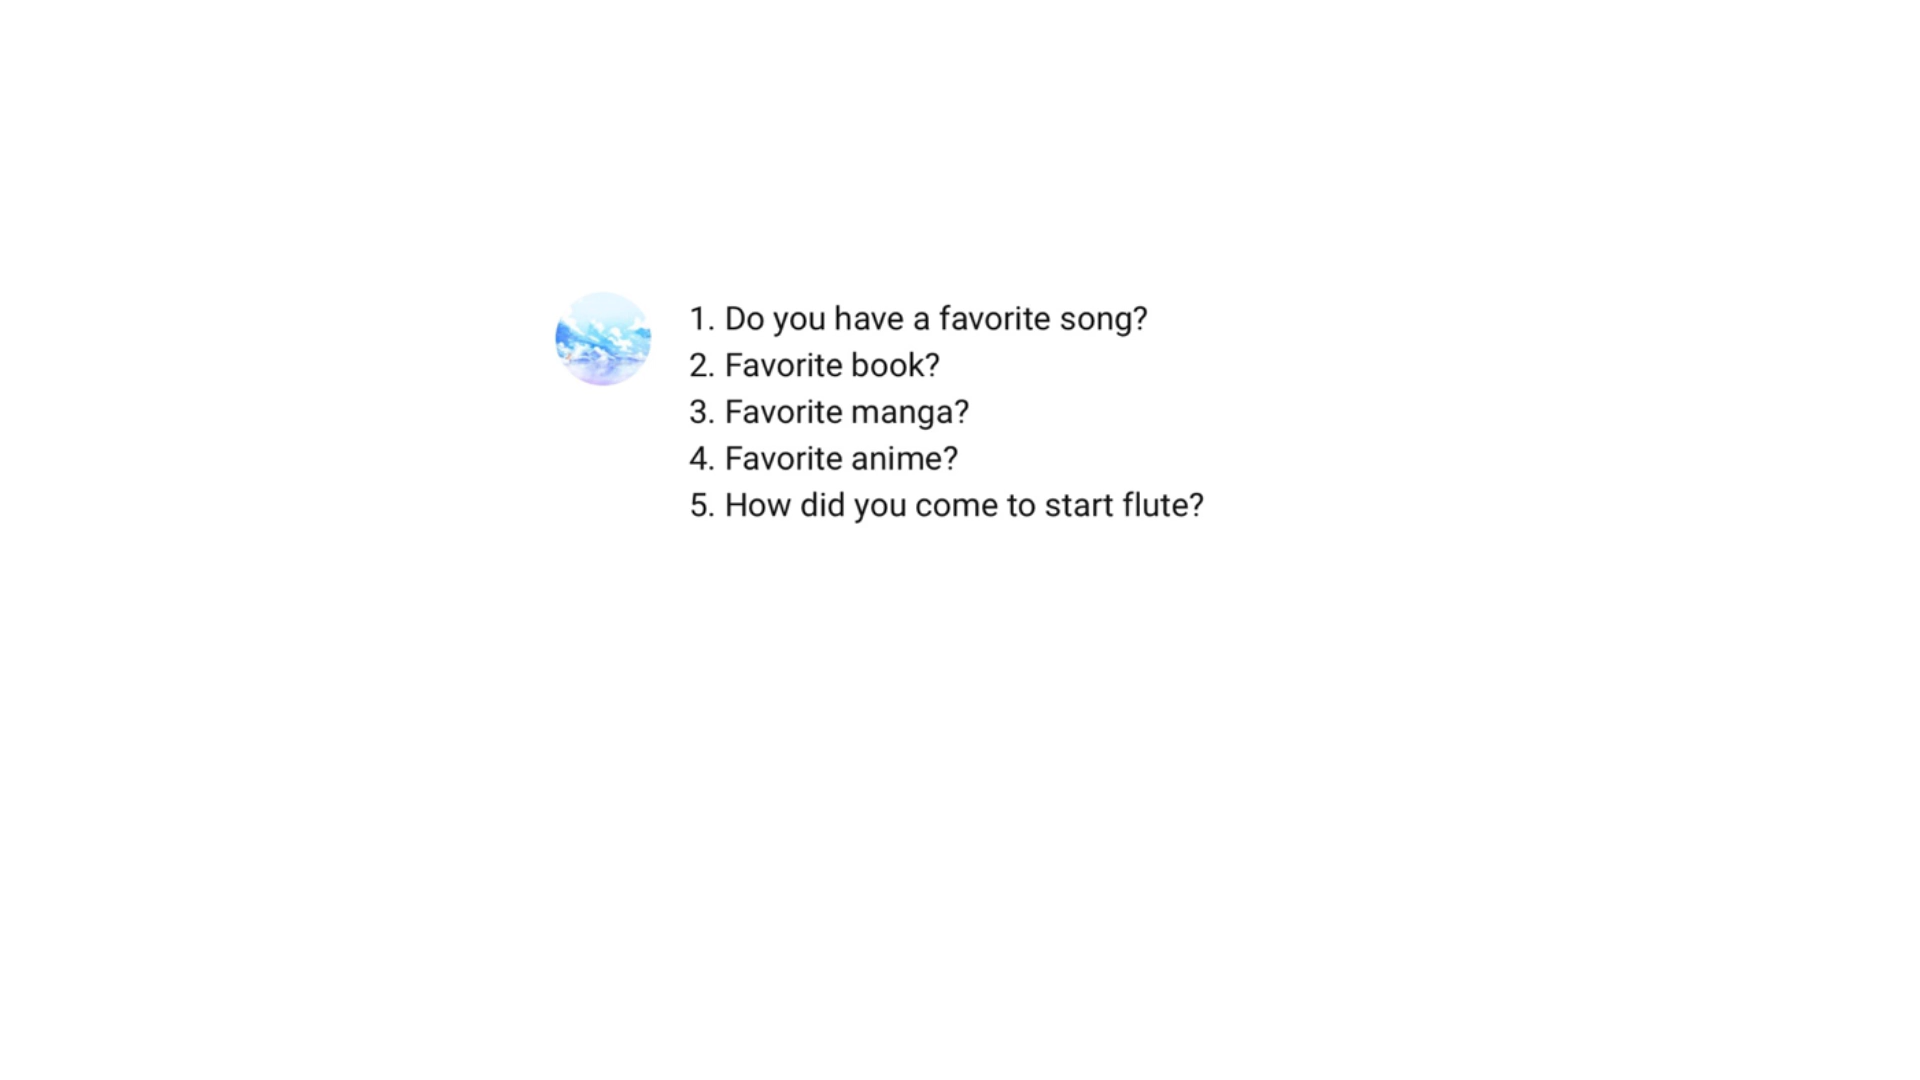 1. Do you have a favorite song?
2. Favorite book?
3. Favorite manga?
4. Favorite anime?
5. How did you come to start flute?